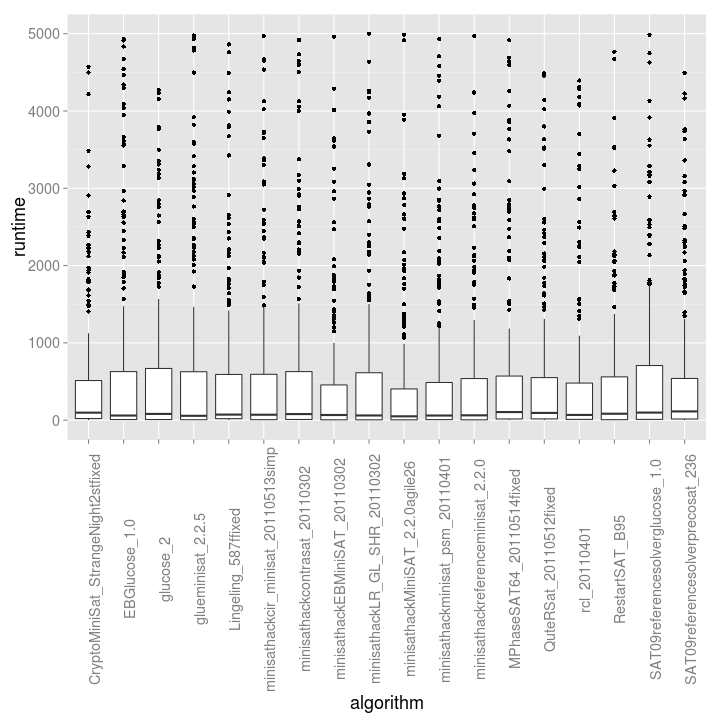 5000
4000
3000
2000
1000
0
runtime
CryptoMiniSat_StrangeNight2stfixed
EBGlucose_1.0
glucose_2
glueminisat_2.2.5
Lingeling_587ffixed
minisathackcir_minisat_20110513simp
minisathackcontrasat_20110302
minisathackEBMiniSAT_20110302
minisathackLR_GL_SHR_20110302
minisathackMiniSAT_2.2.0agile26
minisathackminisat_psm_20110401
minisathackreferenceminisat_2.2.0
MPhaseSAT64_20110514fixed
QuteRSat_20110512fixed
rcl_20110401
RestartSAT_B95
SAT09referencesolverglucose_1.0
SAT09referencesolverprecosat_236
algorithm